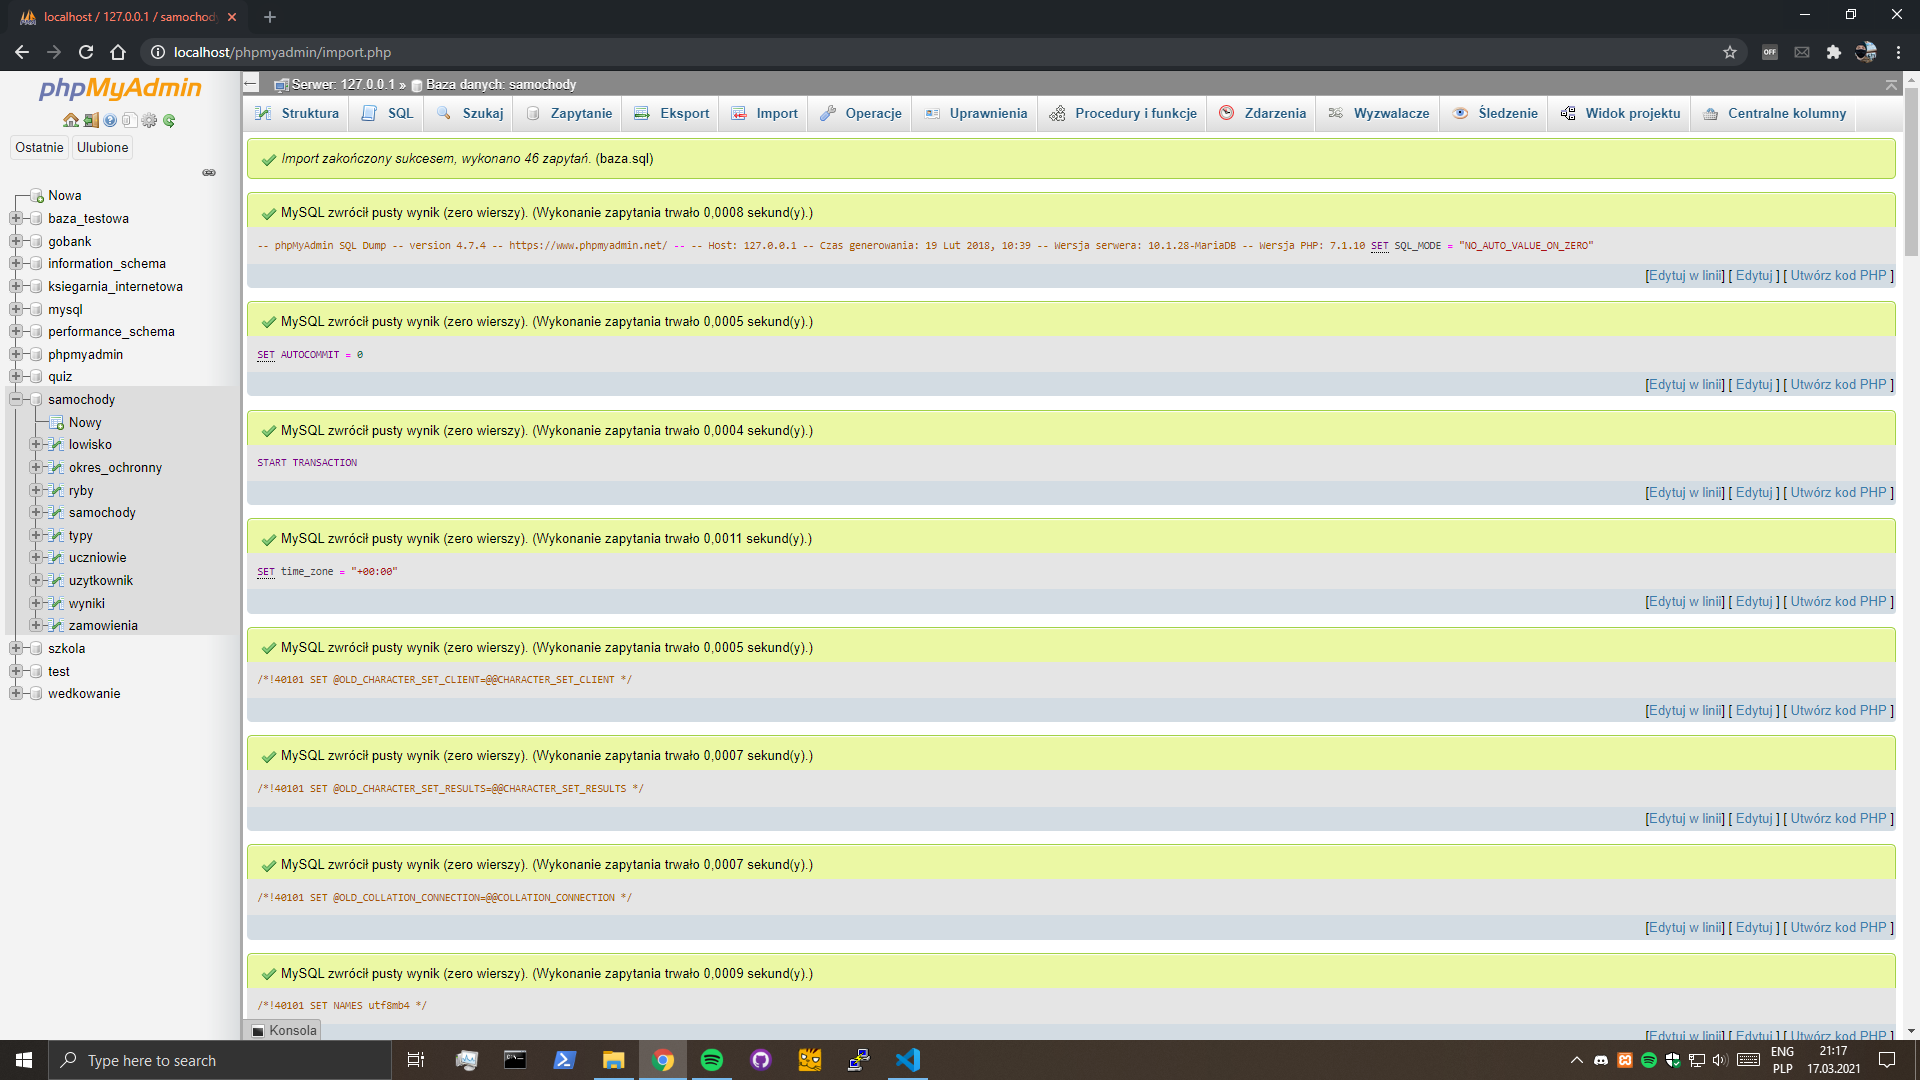 localhost / 127.0.0.1 / samochody
localhost/phpmyadmin/import.php
OFF
phpMyAdmin
Ostatnie Ulubione
Nowa
baza_testowa
gobank
information_schema
ksiegarnia_internetowa
mysql
performance_schema
phpmyadmin
quiz
samochody
Nowy
lowisko
okres_ochronny
ryby
samochody
typy
uczniowie
uzytkownik
wyniki
zamowienia
szkola
test
wedkowanie
Serwer: 127.0.0.1 » Baza danych: samochody
Struktura SQL Szukaj Zapytanie Eksport Import Operacje Uprawnienia Procedury i funkcje Zdarzenia Wyzwalacze Śledzenie Widok projektu Centralne kolumny
Import zakończony sukcesem, wykonano 46 zapytań. (baza.sql)
MySQL zwrócił pusty wynik (zero wierszy). (Wykonanie zapytania trwało 0,0008 sekund(y).)
-- phpMyAdmin SQL Dump -- version 4.7.4 -- https://www.phpmyadmin.net/ -- -- Host: 127.0.0.1 -- Czas generowania: 19 Lut 2018, 10:39 -- Wersja serwera: 10.1.28-MariaDB -- Wersja PHP: 7.1.10 SET SQL_MODE = "NO_AUTO_VALUE_ON_ZERO"
[Edytuj w linii] [ Edytuj ] [ Utwórz kod PHP ]
MySQL zwrócił pusty wynik (zero wierszy). (Wykonanie zapytania trwało 0,0005 sekund(y).)
SET AUTOCOMMIT = 0
[Edytuj w linii] [ Edytuj ] [ Utwórz kod PHP ]
MySQL zwrócił pusty wynik (zero wierszy). (Wykonanie zapytania trwało 0,0004 sekund(y).)
START TRANSACTION
[Edytuj w linii] [ Edytuj ] [ Utwórz kod PHP ]
MySQL zwrócił pusty wynik (zero wierszy). (Wykonanie zapytania trwało 0,0011 sekund(y).)
SET time_zone = "+00:00"
[Edytuj w linii] [ Edytuj ] [ Utwórz kod PHP ]
MySQL zwrócił pusty wynik (zero wierszy). (Wykonanie zapytania trwało 0,0005 sekund(y).)
/*!40101 SET @OLD_CHARACTER_SET_CLIENT=@@CHARACTER_SET_CLIENT */
[Edytuj w linii] [ Edytuj ] [ Utwórz kod PHP ]
MySQL zwrócił pusty wynik (zero wierszy). (Wykonanie zapytania trwało 0,0007 sekund(y).)
/*!40101 SET @OLD_CHARACTER_SET_RESULTS=@@CHARACTER_SET_RESULTS */
[Edytuj w linii] [ Edytuj ] [ Utwórz kod PHP ]
MySQL zwrócił pusty wynik (zero wierszy). (Wykonanie zapytania trwało 0,0007 sekund(y).)
/*!40101 SET @OLD_COLLATION_CONNECTION=@@COLLATION_CONNECTION */
[Edytuj w linii] [ Edytuj ] [ Utwórz kod PHP ]
MySQL zwrócił pusty wynik (zero wierszy). (Wykonanie zapytania trwało 0,0009 sekund(y).)
/*!40101 SET NAMES utf8mb4 */
[Edytuj w linii] [ Edytuj ] [ Utwórz kod PHP ]
Konsola
Type here to search
ENG
PLP
21:17
17.03.2021